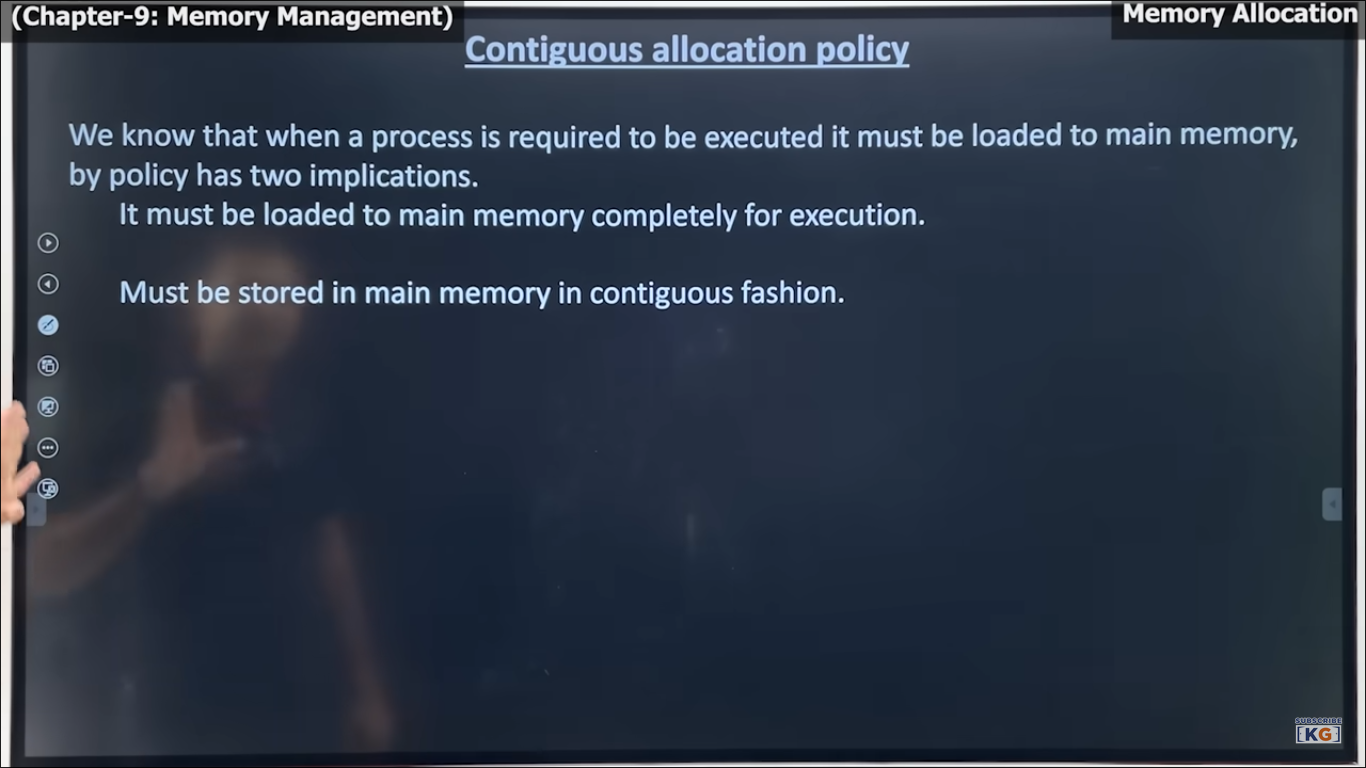 (Chapter-9: Memory Management)
Memory Allocation
Contiguous allocation policy
We know that when a process is required to be executed it must be loaded to main memory,
by policy has two implications.
It must be loaded to main memory completely for execution.
Must be stored in main memory in contiguous fashion.
SUBSCRIBE
[KG]